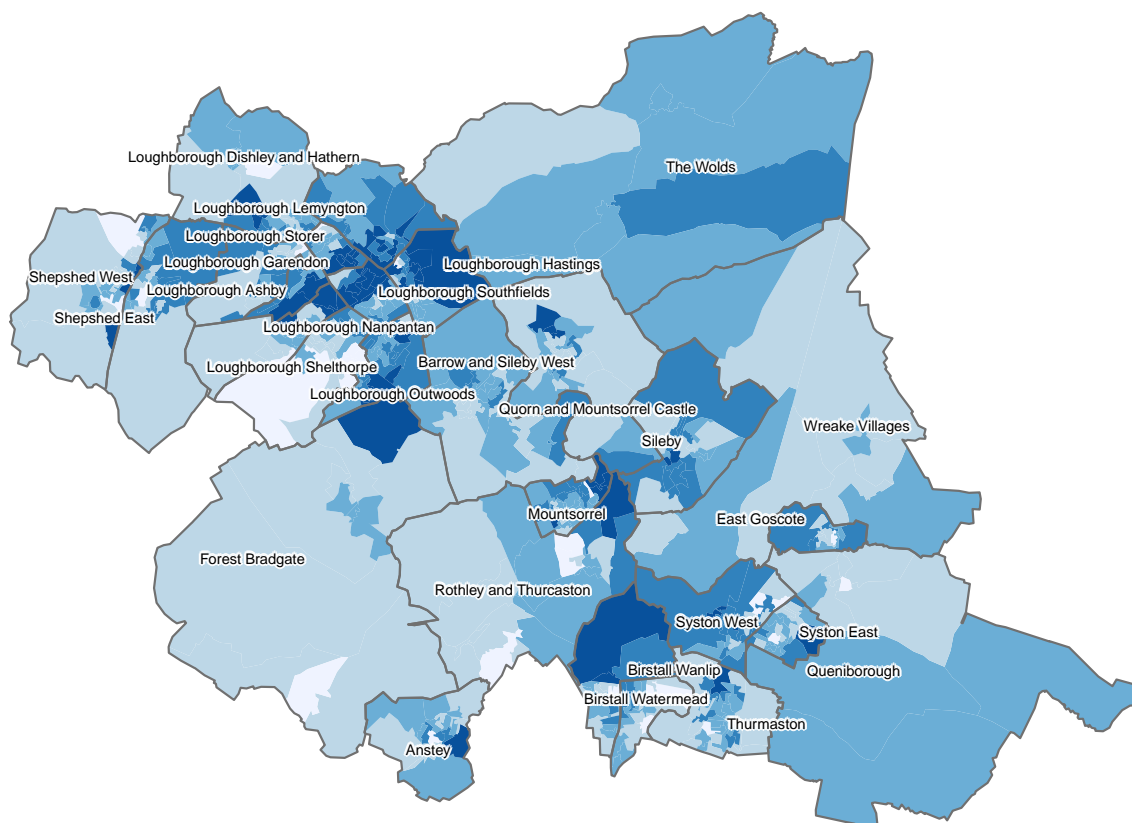 Loughborough Dishley and Hathern
The Wolds
Loughborough Lemyngton
Loughborough Storer
Loughborough Garendon
Loughborough Hastings
Shepshed West
Loughborough Ashby
Loughborough Southfields
Shepshed East
Loughborough Nanpantan
Barrow and Sileby West
Loughborough Shelthorpe
Loughborough Outwoods
Quorn and Mountsorrel Castle
Wreake Villages
Sileby
Mountsorrel
East Goscote
Forest Bradgate
Rothley and Thurcaston
Syston West
Syston East
Birstall Wanlip
Queniborough
Birstall Watermead
Thurmaston
Anstey